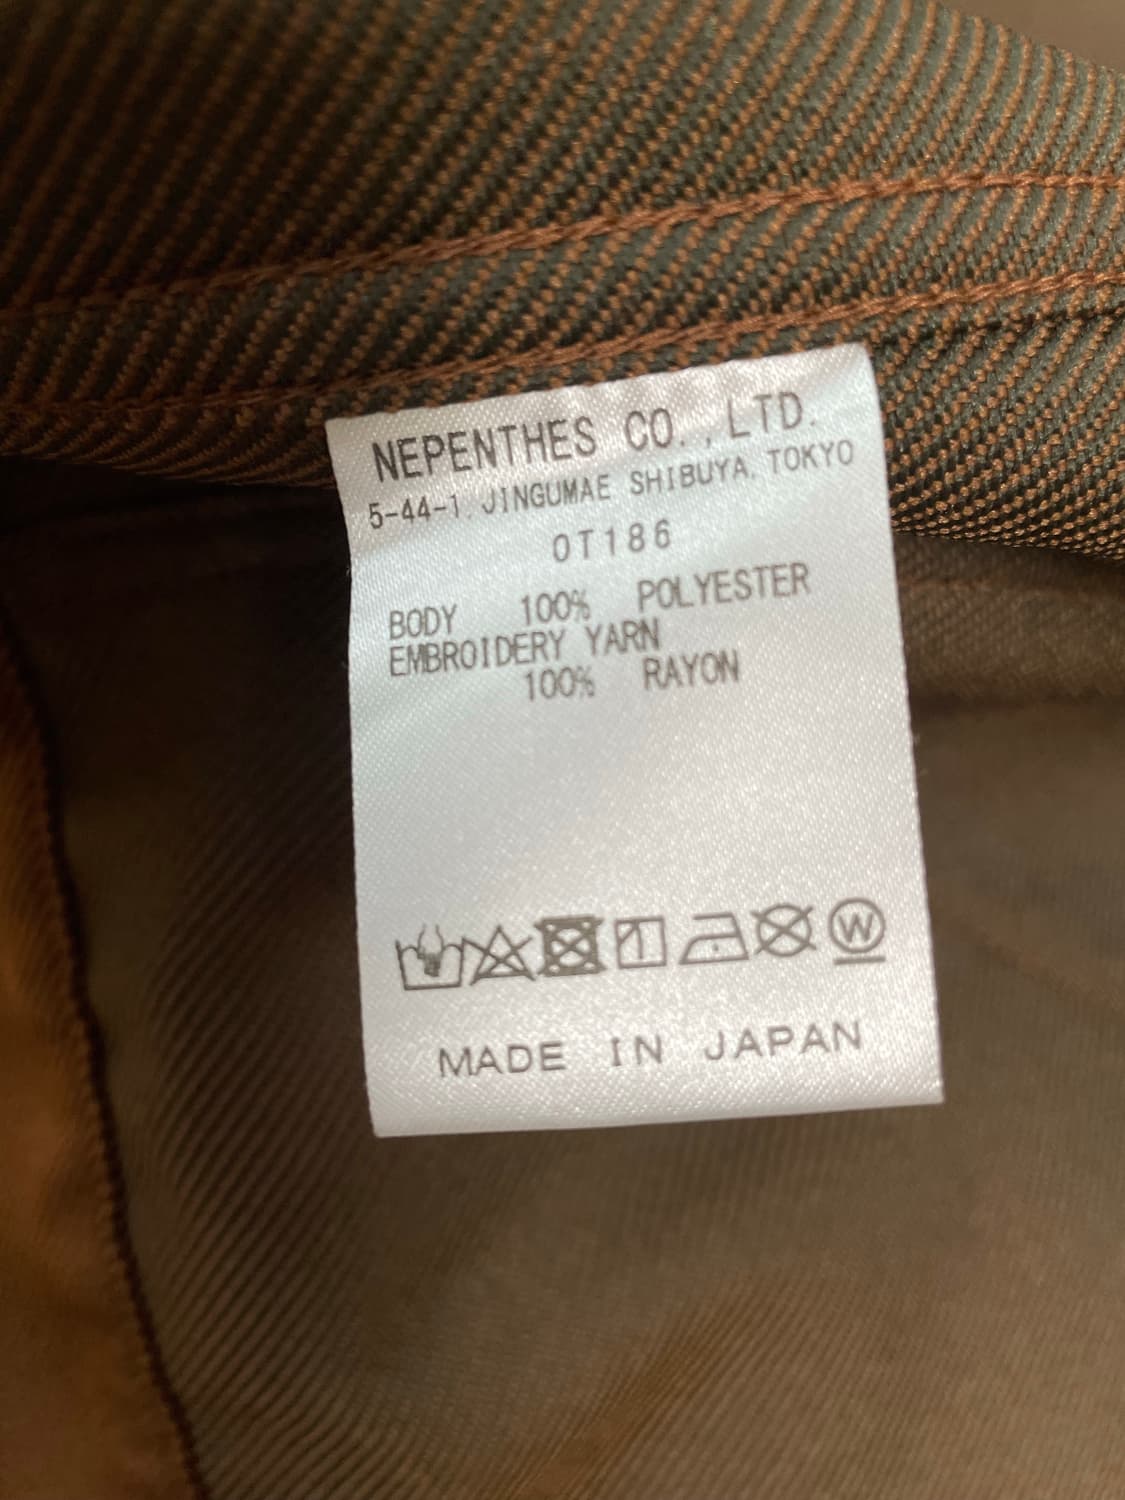 NEPENTHES CO.,LTD.
5-44-1, JINGUMAE SHIBUYA, TOKYO
OT186
BODY 100% POLYESTER
EMBROIDERY YARN
100% RAYON
W
MADE IN JAPAN